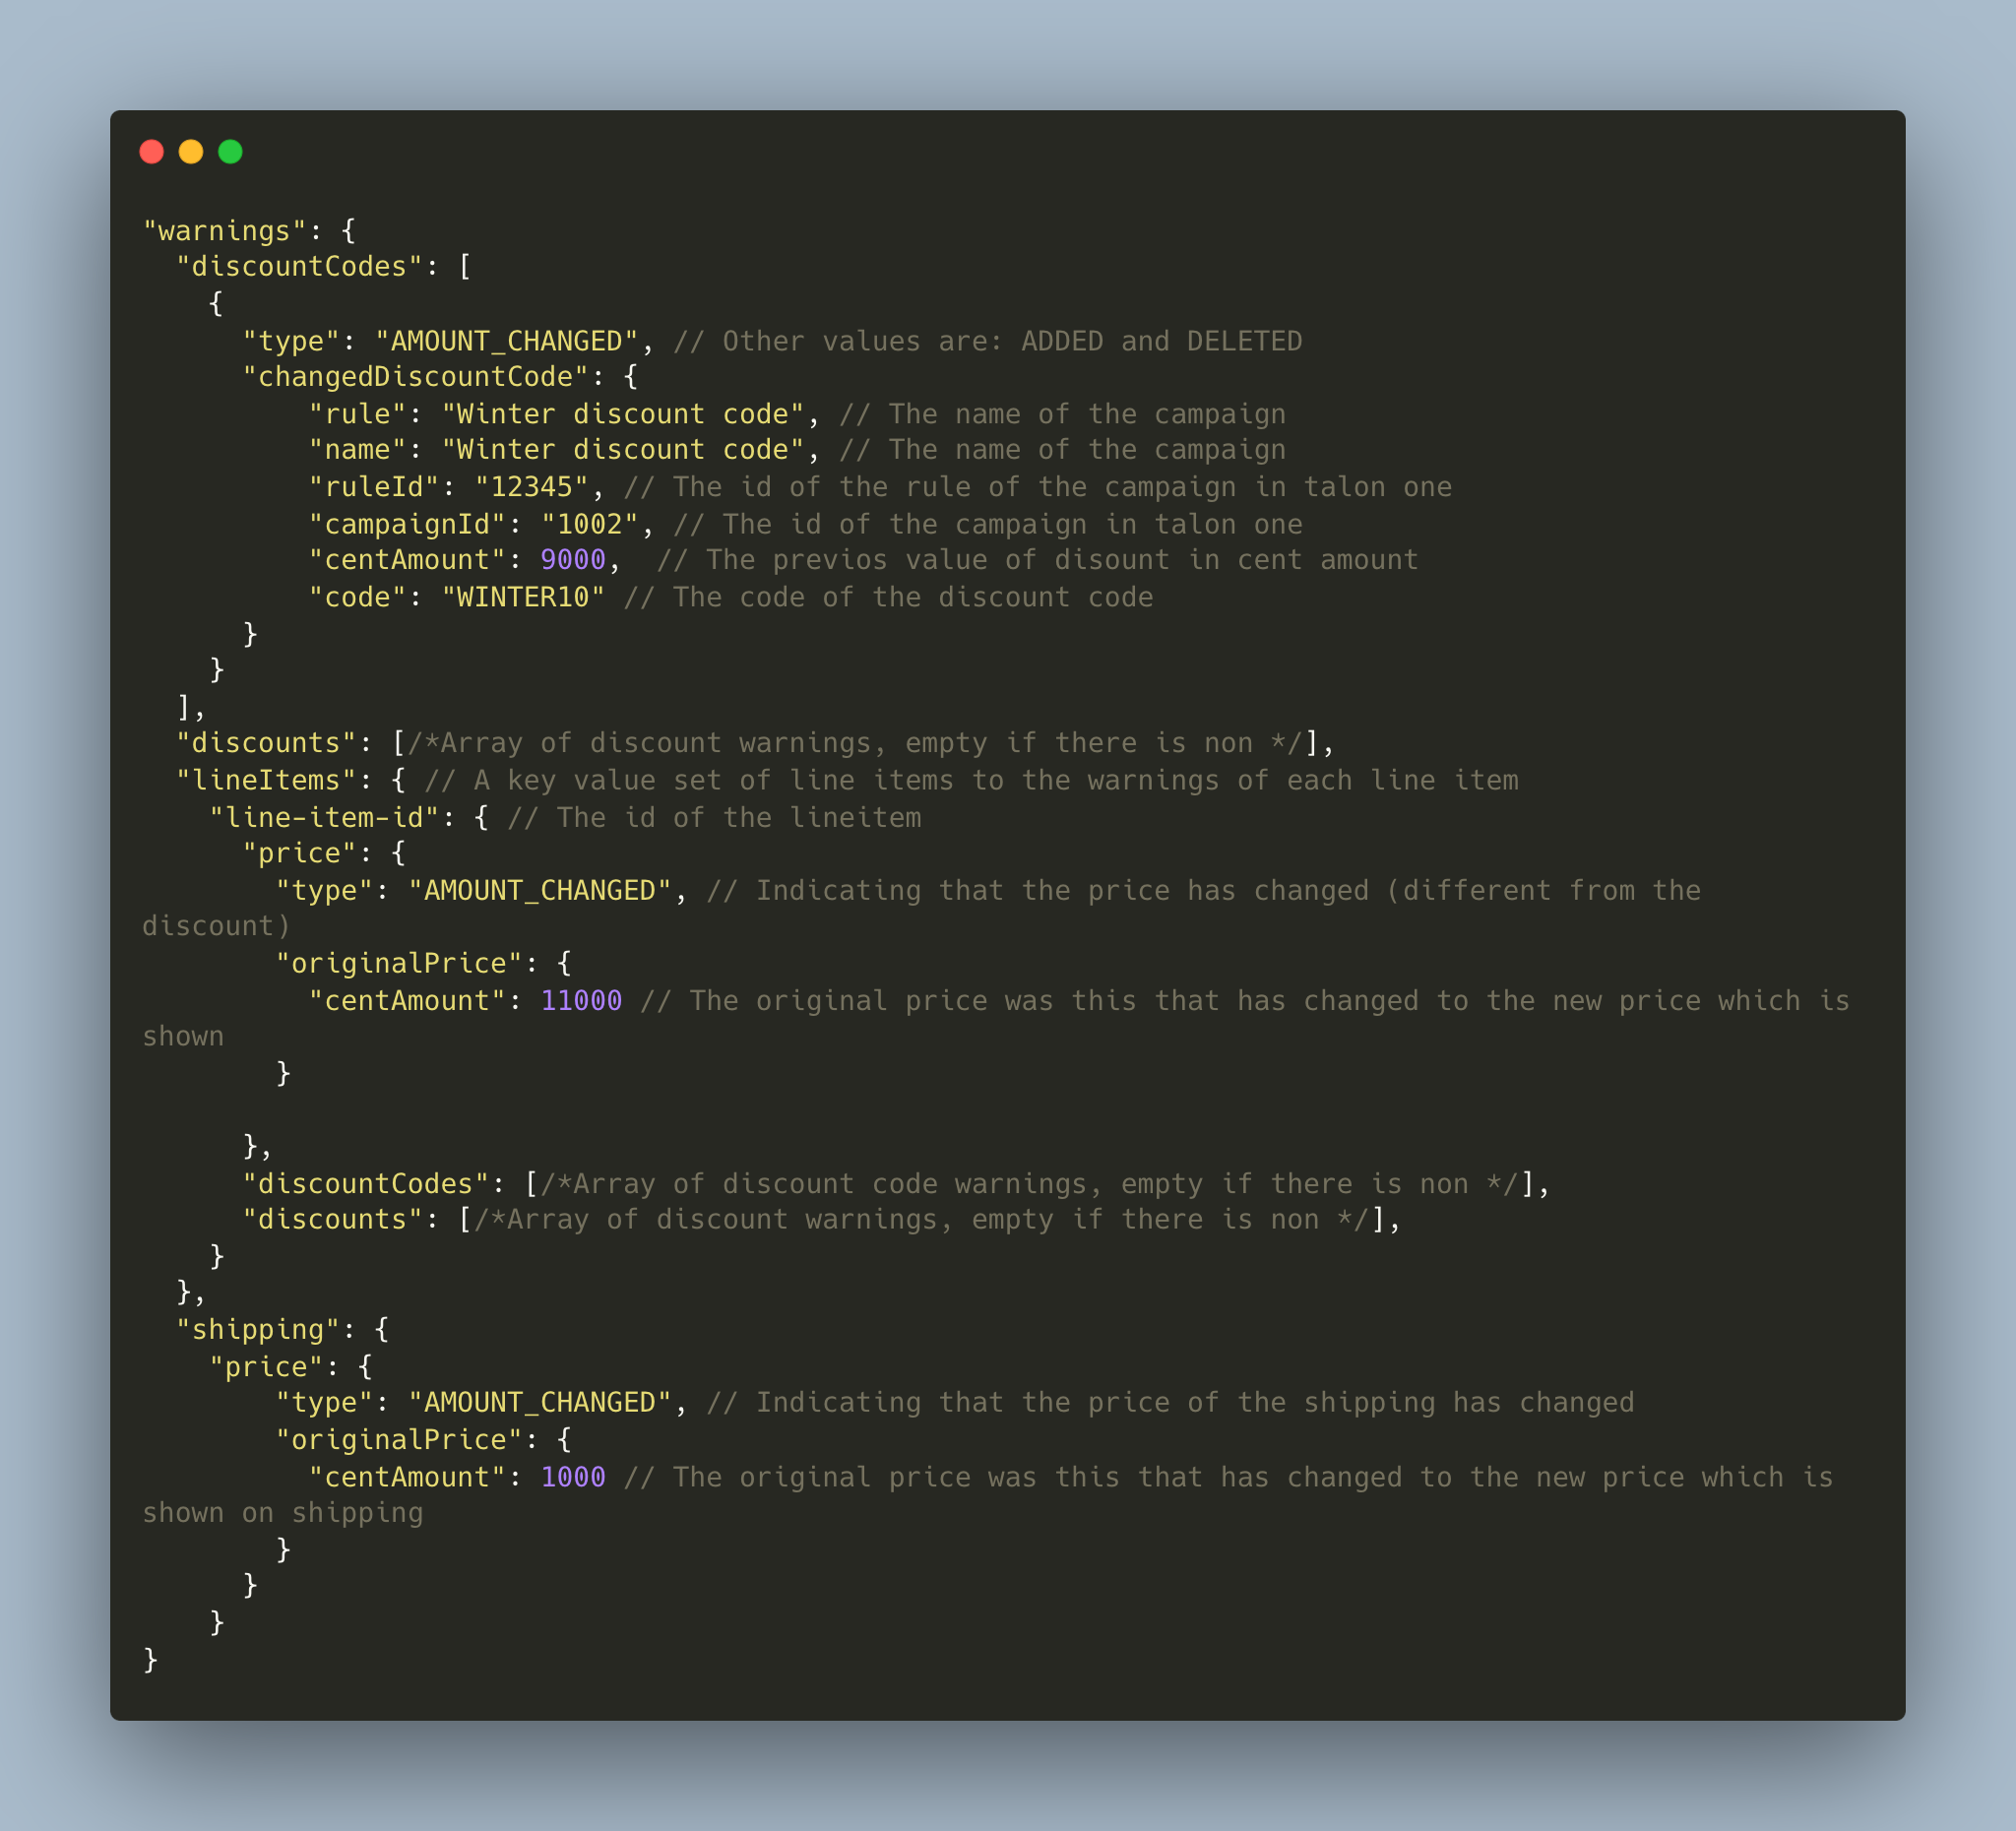 "warnings": {
  "discountCodes": [
    {
      "type": "AMOUNT_CHANGED", // Other values are: ADDED and DELETED
      "changedDiscountCode": {
          "rule": "Winter discount code", // The name of the campaign
          "name": "Winter discount code", // The name of the campaign
          "ruleId": "12345", // The id of the rule of the campaign in talon one
          "campaignId": "1002", // The id of the campaign in talon one
          "centAmount": 9000,  // The previos value of disount in cent amount
          "code": "WINTER10" // The code of the discount code
      }
    }
  ],
  "discounts": [/*Array of discount warnings, empty if there is non */],
  "lineItems": { // A key value set of line items to the warnings of each line item
    "line-item-id": { // The id of the lineitem
      "price": {
        "type": "AMOUNT_CHANGED", // Indicating that the price has changed (different from the
discount)
        "originalPrice": {
          "centAmount": 11000 // The original price was this that has changed to the new price which is
shown
        }

      },
      "discountCodes": [/*Array of discount code warnings, empty if there is non */],
      "discounts": [/*Array of discount warnings, empty if there is non */],
    }
  },
  "shipping": {
    "price": {
        "type": "AMOUNT_CHANGED", // Indicating that the price of the shipping has changed
        "originalPrice": {
          "centAmount": 1000 // The original price was this that has changed to the new price which is
shown on shipping
        }
      }
    }
}